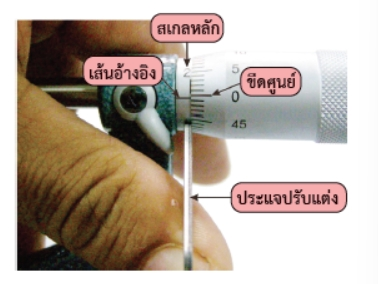 สเกลหลัก
เส้นอ้างอิง
ขีดศูนย์
2
5
0
45
ประแจปรับแต่ง